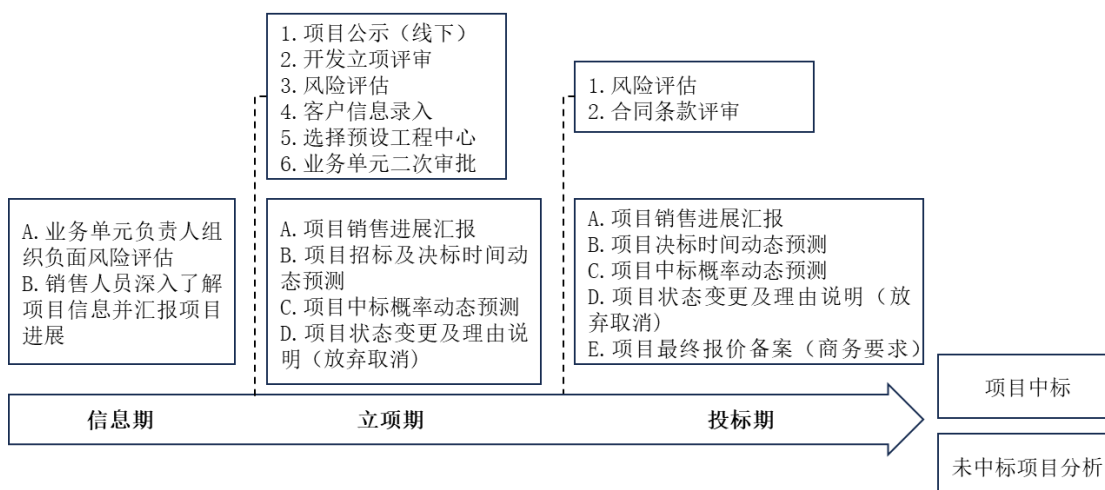 1. 项目公示（线下）
2. 开发立项评审
3. 风险评估
4. 客户信息录入
5. 选择预设工程中心
6. 业务单元二次审批
1. 风险评估
2. 合同条款评审
A. 业务单元负责人组
织负面风险评估
B. 销售人员深入了解
项目信息并汇报项目
进展
A. 项目销售进展汇报
B. 项目招标及决标时间动
态预测
C. 项目中标概率动态预测
D. 项目状态变更及理由说
明（放弃取消)
A. 项目销售进展汇报
B. 项目决标时间动态预测
C. 项目中标概率动态预测
D. 项目状态变更及理由说明（放
弃取消)
E. 项目最终报价备案（商务要求）
信息期
立项期
投标期
项目中标
未中标项目分析